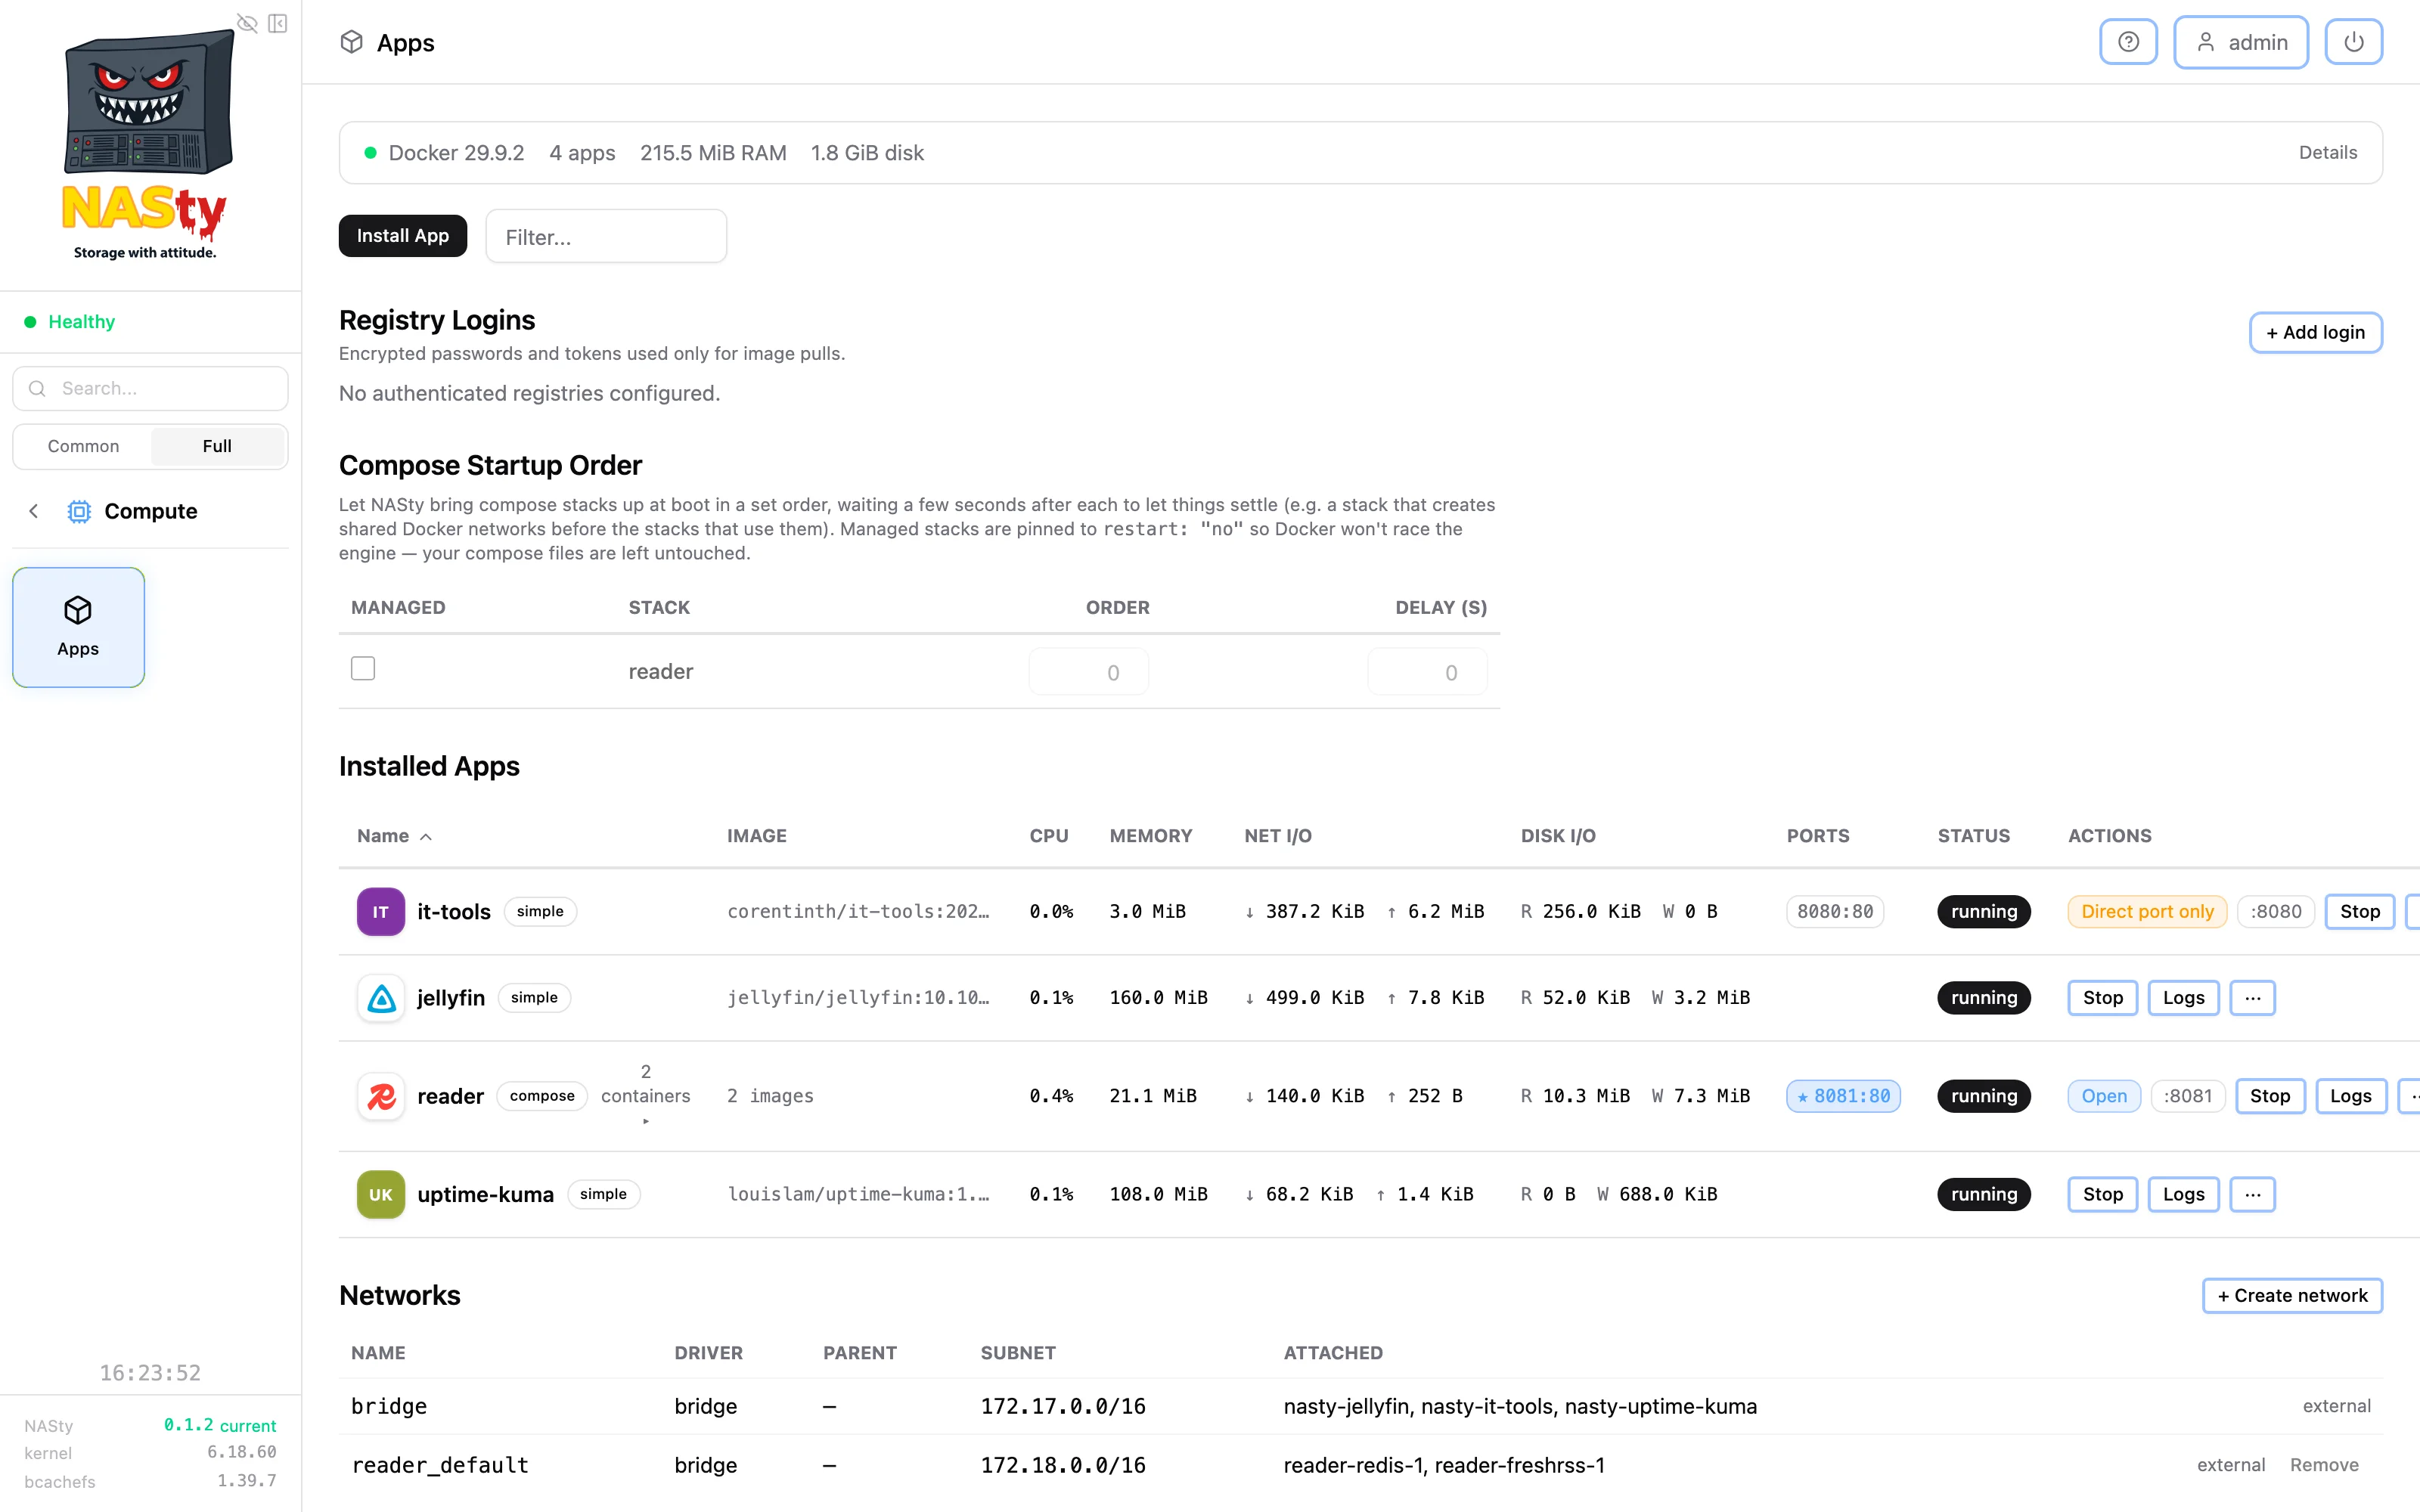 NASty
Storage with attitude.
Healthy
Search...
Common Full
Compute
Apps
16:23:52
NASty 0.1.2 current
kernel 6.18.60
bcachefs 1.39.7
Apps
admin
Docker 29.9.2 4 apps 215.5 MiB RAM 1.8 GiB disk Details
Install App Filter...
Registry Logins
Encrypted passwords and tokens used only for image pulls.
+ Add login
No authenticated registries configured.
Compose Startup Order
Let NASty bring compose stacks up at boot in a set order, waiting a few seconds after each to let things settle (e.g. a stack that creates
shared Docker networks before the stacks that use them). Managed stacks are pinned to restart: "no" so Docker won't race the
engine — your compose files are left untouched.
MANAGED STACK ORDER DELAY (S)
reader 0 0
Installed Apps
Name IMAGE CPU MEMORY NET I/O DISK I/O PORTS STATUS ACTIONS
IT it-tools simple corentinth/it-tools:202… 0.0% 3.0 MiB ↓ 387.2 KiB ↑ 6.2 MiB R 256.0 KiB W 0 B 8080:80 running Direct port only :8080 Stop
jellyfin simple jellyfin/jellyfin:10.10… 0.1% 160.0 MiB ↓ 499.0 KiB ↑ 7.8 KiB R 52.0 KiB W 3.2 MiB running Stop Logs ···
reader compose 2 containers ▸ 2 images 0.4% 21.1 MiB ↓ 140.0 KiB ↑ 252 B R 10.3 MiB W 7.3 MiB ★ 8081:80 running Open :8081 Stop Logs
UK uptime-kuma simple louislam/uptime-kuma:1.… 0.1% 108.0 MiB ↓ 68.2 KiB ↑ 1.4 KiB R 0 B W 688.0 KiB running Stop Logs ···
Networks
+ Create network
NAME DRIVER PARENT SUBNET ATTACHED
bridge bridge — 172.17.0.0/16 nasty-jellyfin, nasty-it-tools, nasty-uptime-kuma external
reader_default bridge — 172.18.0.0/16 reader-redis-1, reader-freshrss-1 external Remove